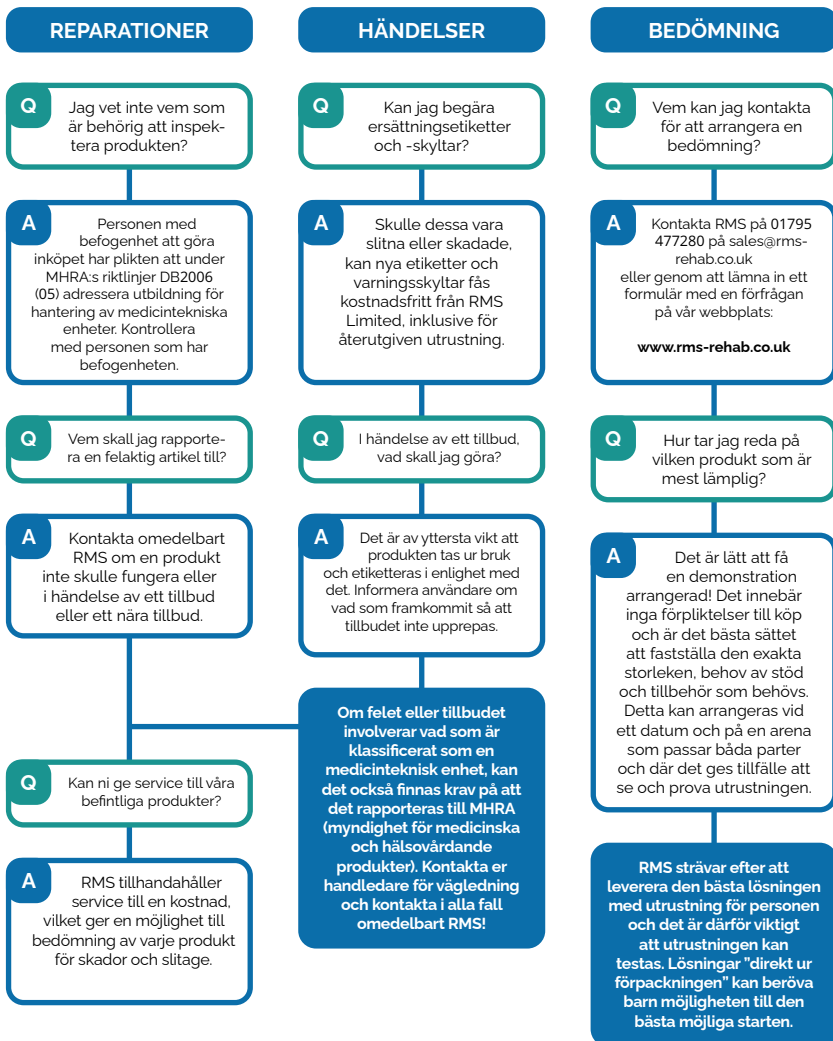 REPARATIONER
Q
Jag vet inte vem som
är behörig att inspek-
tera produkten?
A
Personen med
befogenhet att göra
inköpet har plikten att under
MHRA:s riktlinjer DB2006
(05) adressera utbildning för
hantering av medicintekniska
enheter. Kontrollera
med personen som har
befogenheten.
Q
Vem skall jag rapporte-
ra en felaktig artikel till?
A
Kontakta omedelbart
RMS om en produkt
inte skulle fungera eller
i händelse av ett tillbud
eller ett nära tillbud.
Q
Kan ni ge service till våra
befintliga produkter?
A
RMS tillhandahåller
service till en kostnad,
vilket ger en möjlighet till
bedömning av varje produkt
för skador och slitage.
HÄNDELSER
Q
Kan jag begära
ersättningsetiketter
och -skyltar?
A
Skulle dessa vara
slitna eller skadade,
kan nya etiketter och
varningsskyltar fås
kostnadsfritt från RMS
Limited, inklusive för
återutgiven utrustning.
Q
I händelse av ett tillbud,
vad skall jag göra?
A
Det är av yttersta vikt att
produkten tas ur bruk
och etiketteras i enlighet med
det. Informera användare om
vad som framkommit så att
tillbudet inte upprepas.
Om felet eller tillbudet
involverar vad som är
klassificerat som en
medicinteknisk enhet, kan
det också finnas krav på att
det rapporteras till MHRA
(myndighet för medicinska
och hälsovårdande
produkter). Kontakta er
handledare för vägledning
och kontakta i alla fall
omedelbart RMS!
BEDÖMNING
Q
Vem kan jag kontakta
för att arrangera en
bedömning?
A
Kontakta RMS på 01795
477280 på sales@rms-
rehab.co.uk
eller genom att lämna in ett
formulär med en förfrågan
på vår webbplats:
www.rms-rehab.co.uk
Q
Hur tar jag reda på
vilken produkt som är
mest lämplig?
A
Det är lätt att få
en demonstration
arrangerad! Det innebär
inga förpliktelser till köp
och är det bästa sättet
att fastställa den exakta
storleken, behov av stöd
och tillbehör som behövs.
Detta kan arrangeras vid
ett datum och på en arena
som passar båda parter
och där det ges tillfälle att
se och prova utrustningen.
RMS strävar efter att
leverera den bästa lösningen
med utrustning för personen
och det är därför viktigt
att utrustningen kan
testas. Lösningar ”direkt ur
förpackningen” kan beröva
barn möjligheten till den
bästa möjliga starten.